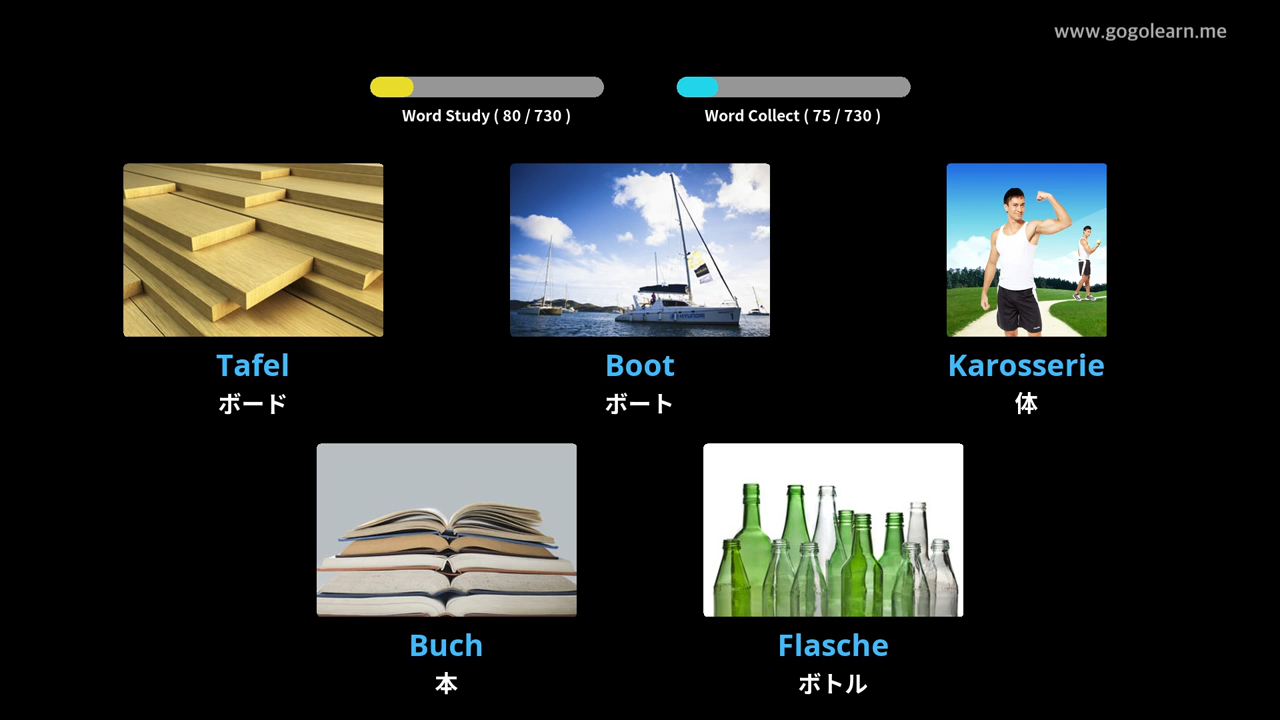 www.gogolearn.me
Word Study ( 80 / 730 )
Word Collect ( 75 / 730 )
Tafel
ボード
Boot
ボート
Karosserie
体
Buch
本
Flasche
ボトル